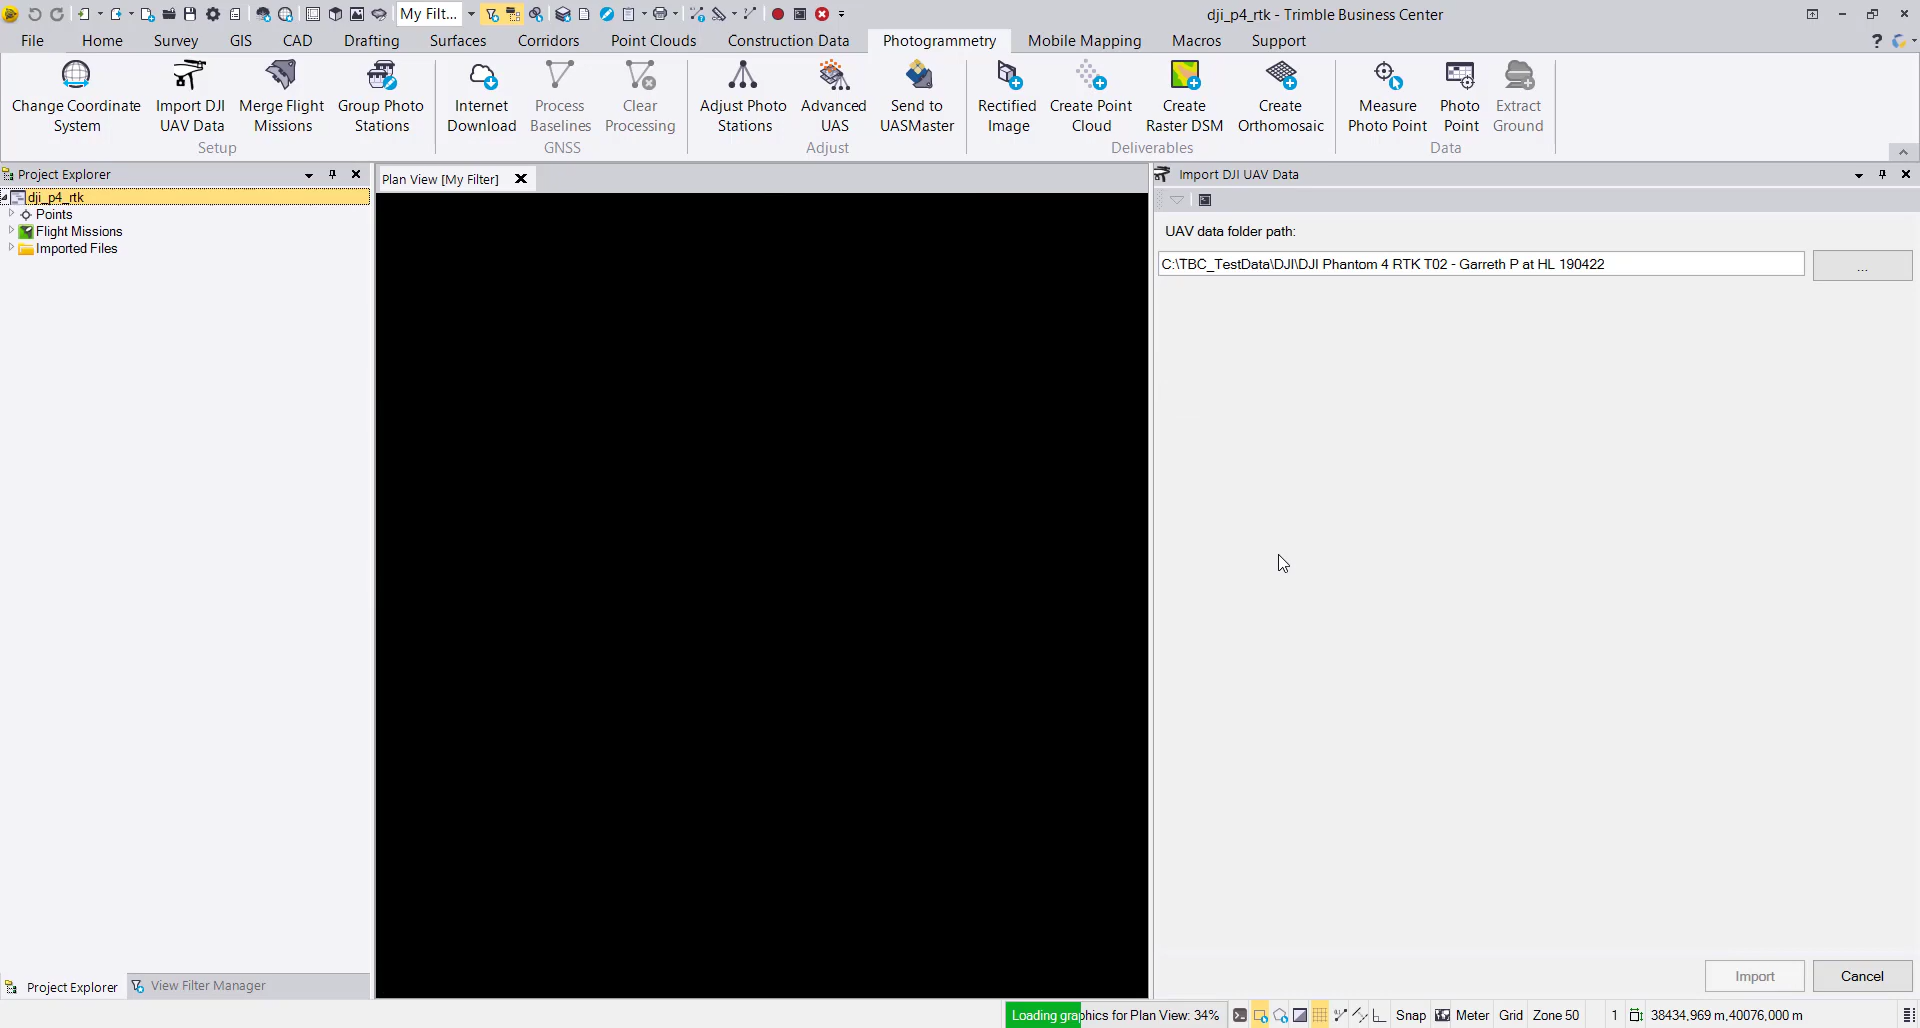 My Filt...
dji_p4_rtk - Trimble Business Center
File Home Survey GIS CAD Drafting Surfaces Corridors Point Clouds Construction Data Photogrammetry Mobile Mapping Macros Support
Change Coordinate System
Import DJI UAV Data
Merge Flight Missions
Group Photo Stations
Setup
Internet Download
Process Baselines
Clear Processing
GNSS
Adjust Photo Stations
Advanced UAS
Send to UASMaster
Adjust
Rectified Image
Create Point Cloud
Create Raster DSM
Create Orthomosaic
Deliverables
Measure Photo Point
Photo Point
Extract Ground
Data
Project Explorer
dji_p4_rtk
Points
Flight Missions
Imported Files
Plan View [My Filter]
Import DJI UAV Data
UAV data folder path:
C:\TBC_TestData\DJI\DJI Phantom 4 RTK T02 - Garreth P at HL 190422
...
Import Cancel
Project Explorer View Filter Manager
Loading graphics for Plan View: 34% Snap Meter Grid Zone 50 1 38434,969 m,40076,000 m